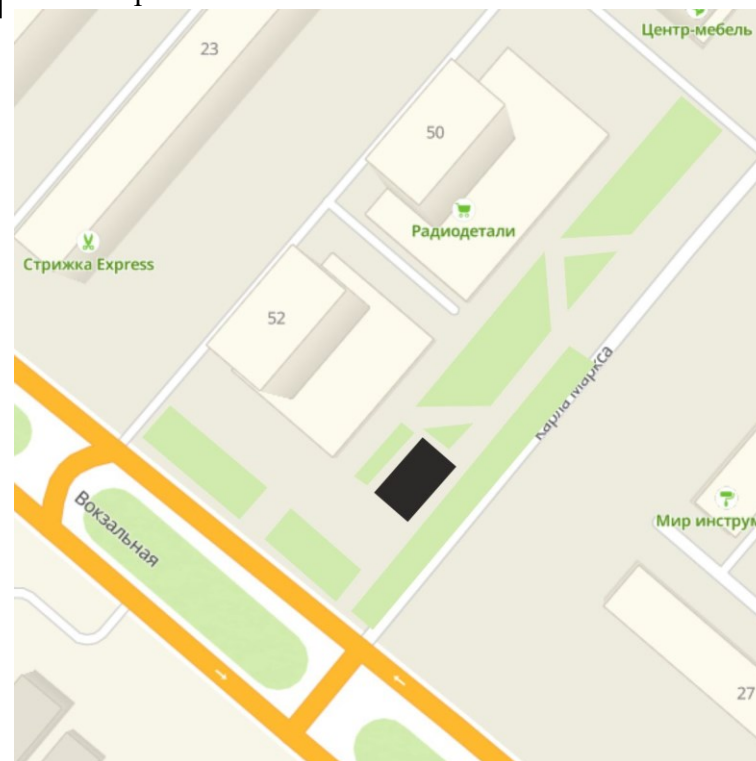 Центр-мебель
23
50
Радиодетали
Стрижка Express
52
Карла Маркса
Вокзальная
Мир инструм
27